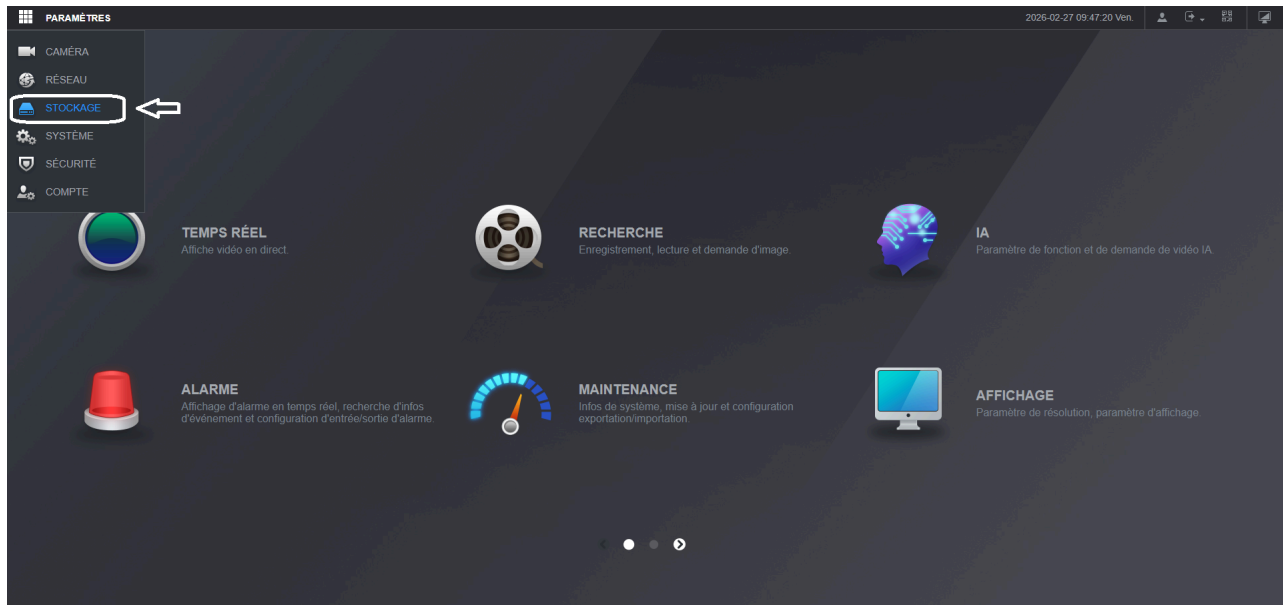 PARAMÈTRES
2026-02-27 09:47:20 Ven.
CAMÉRA
RÉSEAU
STOCKAGE
SYSTÈME
SÉCURITÉ
COMPTE
TEMPS RÉEL
Affiche vidéo en direct.
RECHERCHE
Enregistrement, lecture et demande d'image.
IA
Paramètre de fonction et de demande de vidéo IA.
ALARME
Affichage d'alarme en temps réel, recherche d'infos
d'événement et configuration d'entrée/sortie d'alarme.
MAINTENANCE
Infos de système, mise à jour et configuration
exportation/importation.
AFFICHAGE
Paramètre de résolution, paramètre d'affichage.